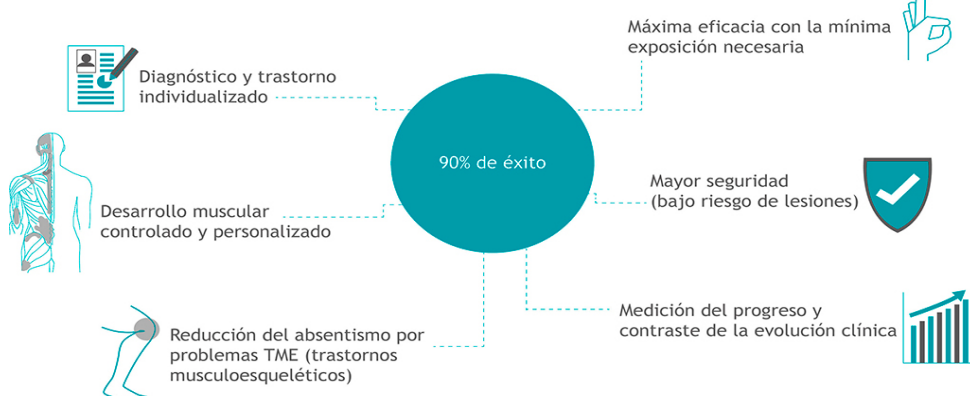 Máxima eficacia con la mínima
exposición necesaria
Diagnóstico y trastorno
individualizado
90% de éxito
Mayor seguridad
(bajo riesgo de lesiones)
Desarrollo muscular
controlado y personalizado
Medición del progreso y
contraste de la evolución clínica
Reducción del absentismo por
problemas TME (trastornos
musculoesqueléticos)